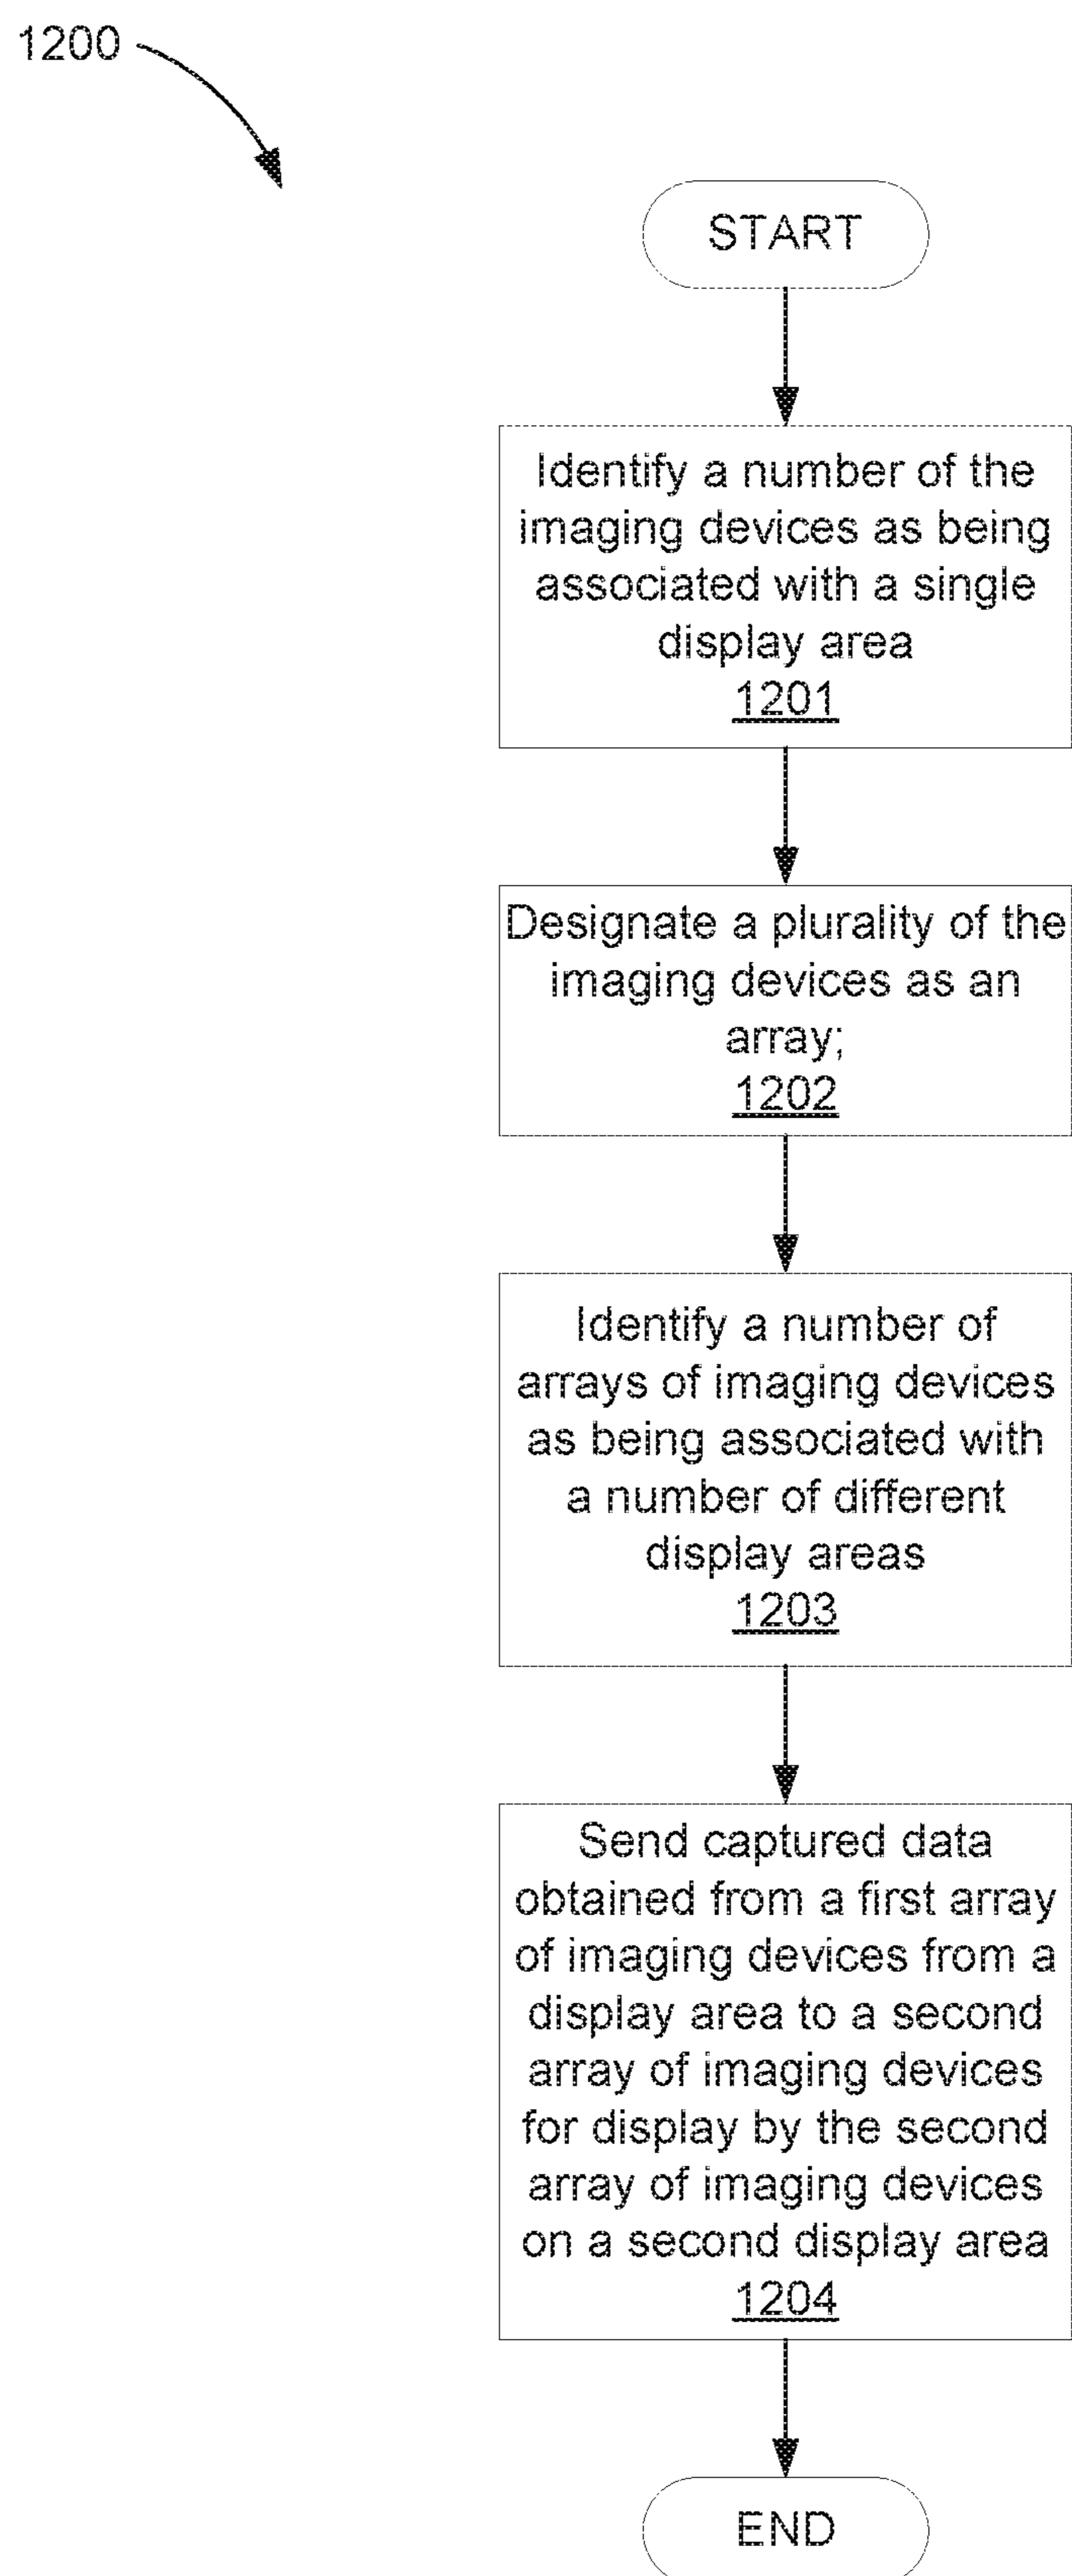 1200
START
Identify a number of the
imaging devices as being
associated with a single
display area
1201
Designate a plurality of the
imaging devices as an
array;
1202
Identify a number of
arrays of imaging devices
as being associated with
a number of different
display areas
1203
Send captured data
obtained from a first array
of imaging devices from a
display area to a second
array of imaging devices
for display by the second
array of imaging devices
on a second display area
1204
END